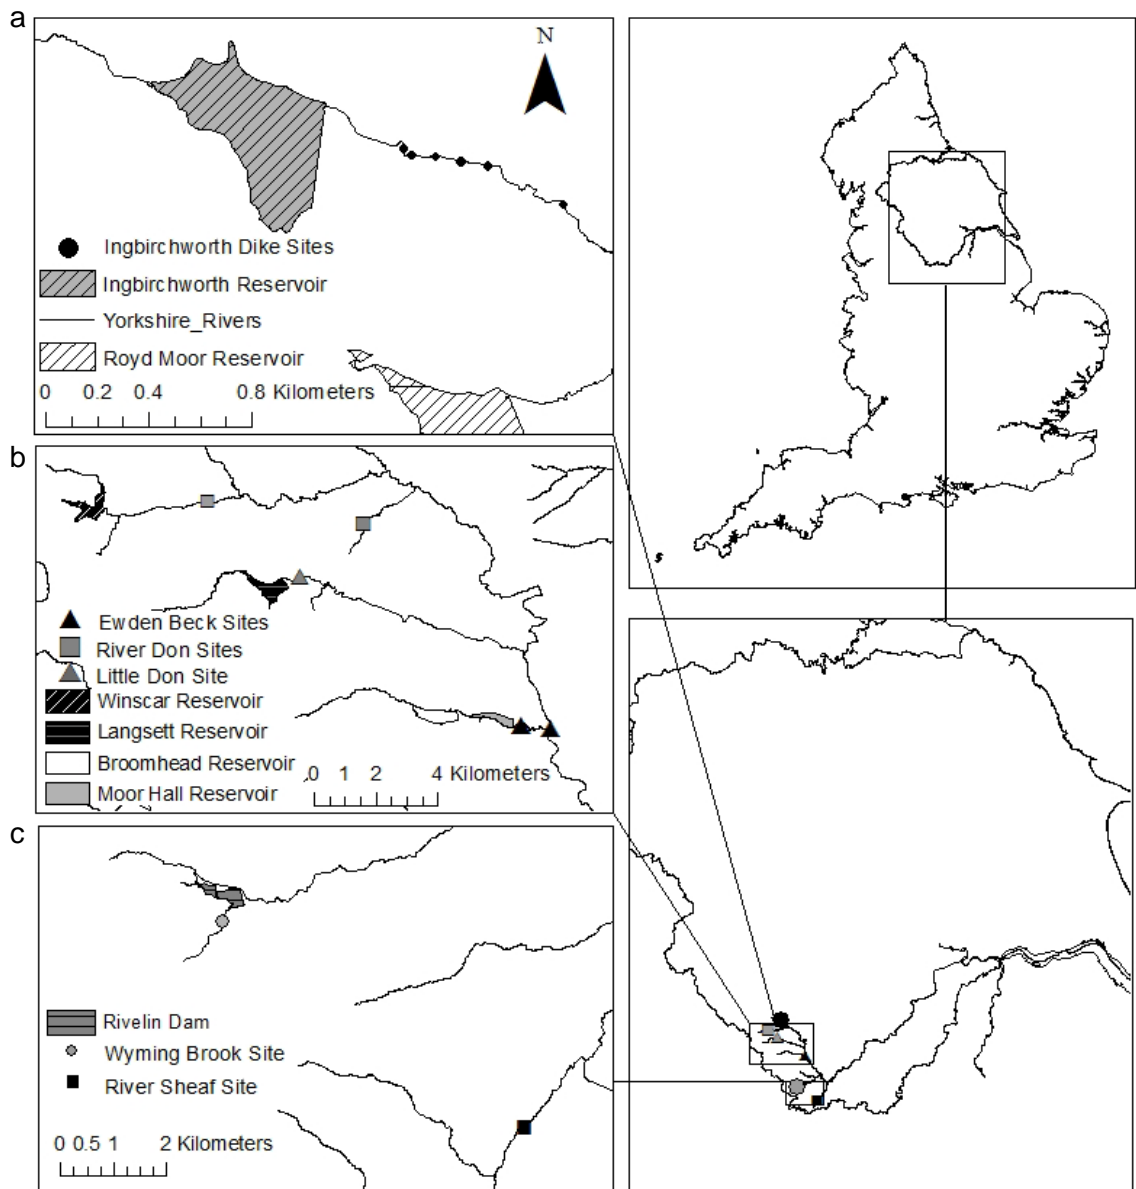 a
N
Ingbirchworth Dike Sites
Ingbirchworth Reservoir
Yorkshire_Rivers
Royd Moor Reservoir
0 0.2 0.4 0.8 Kilometers
b
Ewden Beck Sites
River Don Sites
Little Don Site
Winscar Reservoir
Langsett Reservoir
Broomhead Reservoir
Moor Hall Reservoir
0 1 2 4 Kilometers
c
Rivelin Dam
Wyming Brook Site
River Sheaf Site
0 0.5 1 2 Kilometers